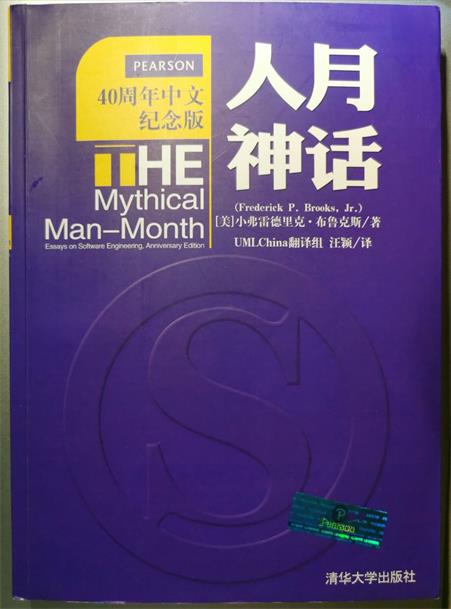 PEARSON
40周年中文
纪念版
人月
神话
THE
Mythical
Man-Month
Essays on Software Engineering, Anniversary Edition
(Frederick P. Brooks, Jr.)
[美]小弗雷德里克·布鲁克斯/著
UMLChina翻译组 汪颖/译
S
P
Pearson
清华大学出版社